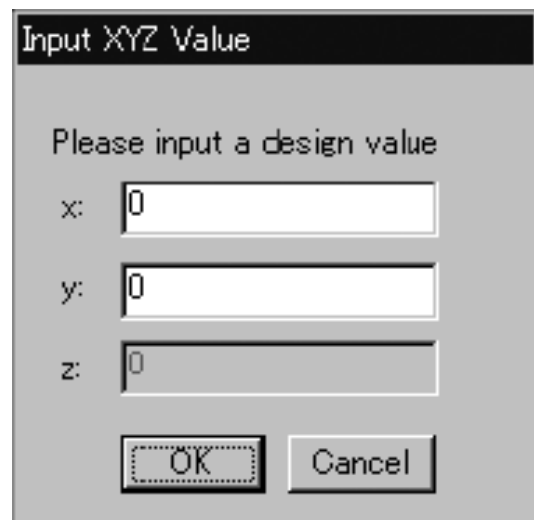 Input XYZ Value
Please input a design value
x: 0
y: 0
z: 0
OK Cancel